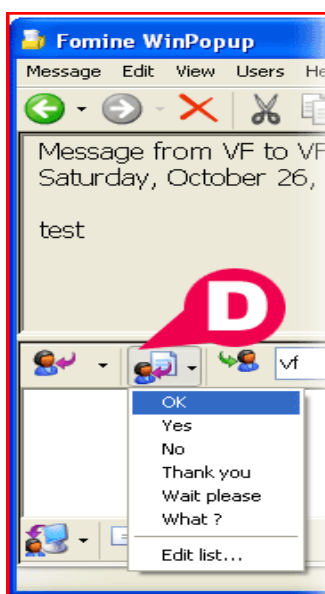 Fomine WinPopup
Message Edit View Users He
Message from VF to VF
Saturday, October 26,
test
D
vf
OK
Yes
No
Thank you
Wait please
What ?
Edit list...